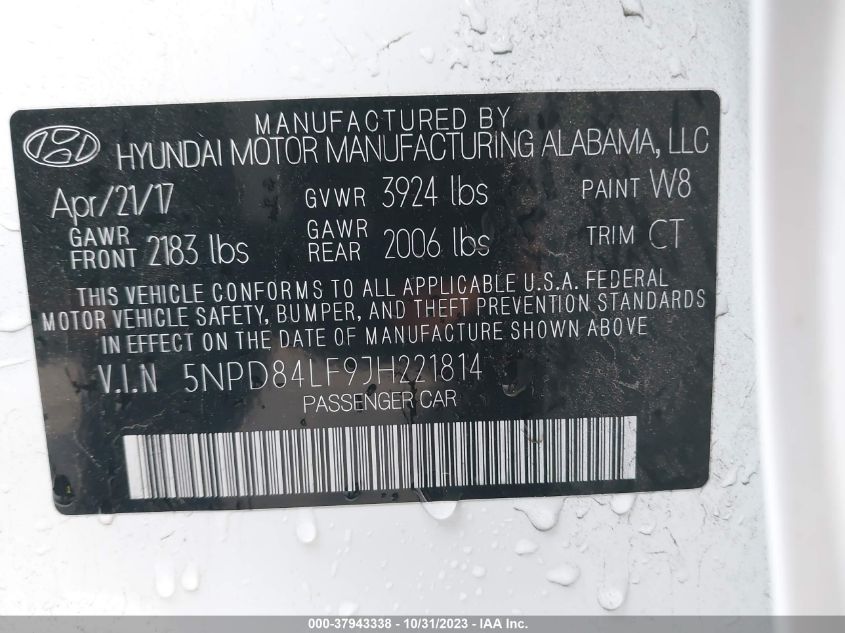 MANUFACTURED BY
HYUNDAI MOTOR MANUFACTURING ALABAMA, LLC
Apr/21/17 GVWR 3924 lbs PAINT W8
GAWR FRONT 2183 lbs GAWR REAR 2006 lbs TRIM CT
THIS VEHICLE CONFORMS TO ALL APPLICABLE U.S.A. FEDERAL
MOTOR VEHICLE SAFETY, BUMPER, AND THEFT PREVENTION STANDARDS
IN EFFECT ON THE DATE OF MANUFACTURE SHOWN ABOVE
V.I.N 5NPD84LF9JH221814
PASSENGER CAR
000-37943338 - 10/31/2023 - IAA Inc.